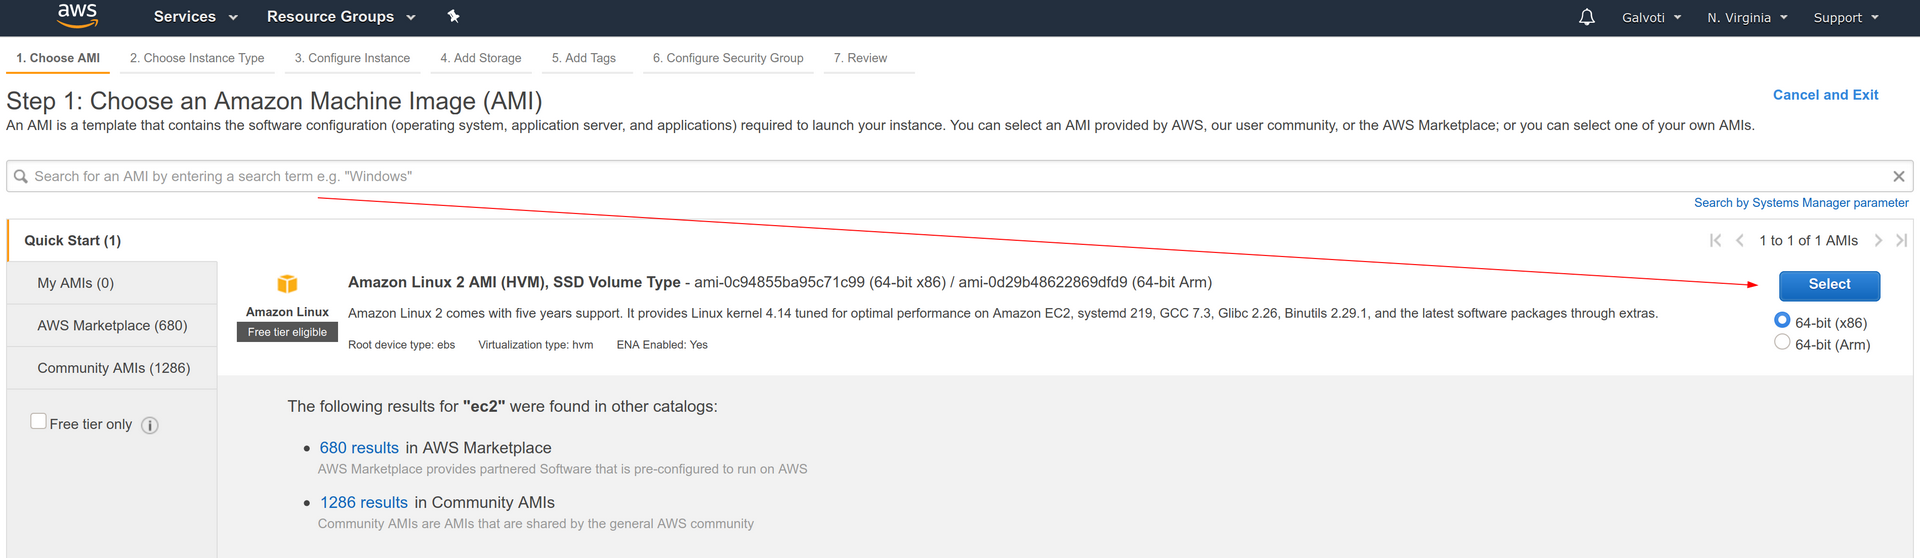 aws Services Resource Groups Galvoti N. Virginia Support
1. Choose AMI 2. Choose Instance Type 3. Configure Instance 4. Add Storage 5. Add Tags 6. Configure Security Group 7. Review
Step 1: Choose an Amazon Machine Image (AMI)
Cancel and Exit
An AMI is a template that contains the software configuration (operating system, application server, and applications) required to launch your instance. You can select an AMI provided by AWS, our user community, or the AWS Marketplace; or you can select one of your own AMIs.
Search for an AMI by entering a search term e.g. "Windows"
Search by Systems Manager parameter
Quick Start (1)
1 to 1 of 1 AMIs
My AMIs (0)
AWS Marketplace (680)
Community AMIs (1286)
Free tier only
Amazon Linux
Free tier eligible
Amazon Linux 2 AMI (HVM), SSD Volume Type - ami-0c94855ba95c71c99 (64-bit x86) / ami-0d29b48622869dfd9 (64-bit Arm)
Amazon Linux 2 comes with five years support. It provides Linux kernel 4.14 tuned for optimal performance on Amazon EC2, systemd 219, GCC 7.3, Glibc 2.26, Binutils 2.29.1, and the latest software packages through extras.
Root device type: ebs Virtualization type: hvm ENA Enabled: Yes
Select
64-bit (x86)
64-bit (Arm)
The following results for "ec2" were found in other catalogs:
680 results in AWS Marketplace
AWS Marketplace provides partnered Software that is pre-configured to run on AWS
1286 results in Community AMIs
Community AMIs are AMIs that are shared by the general AWS community